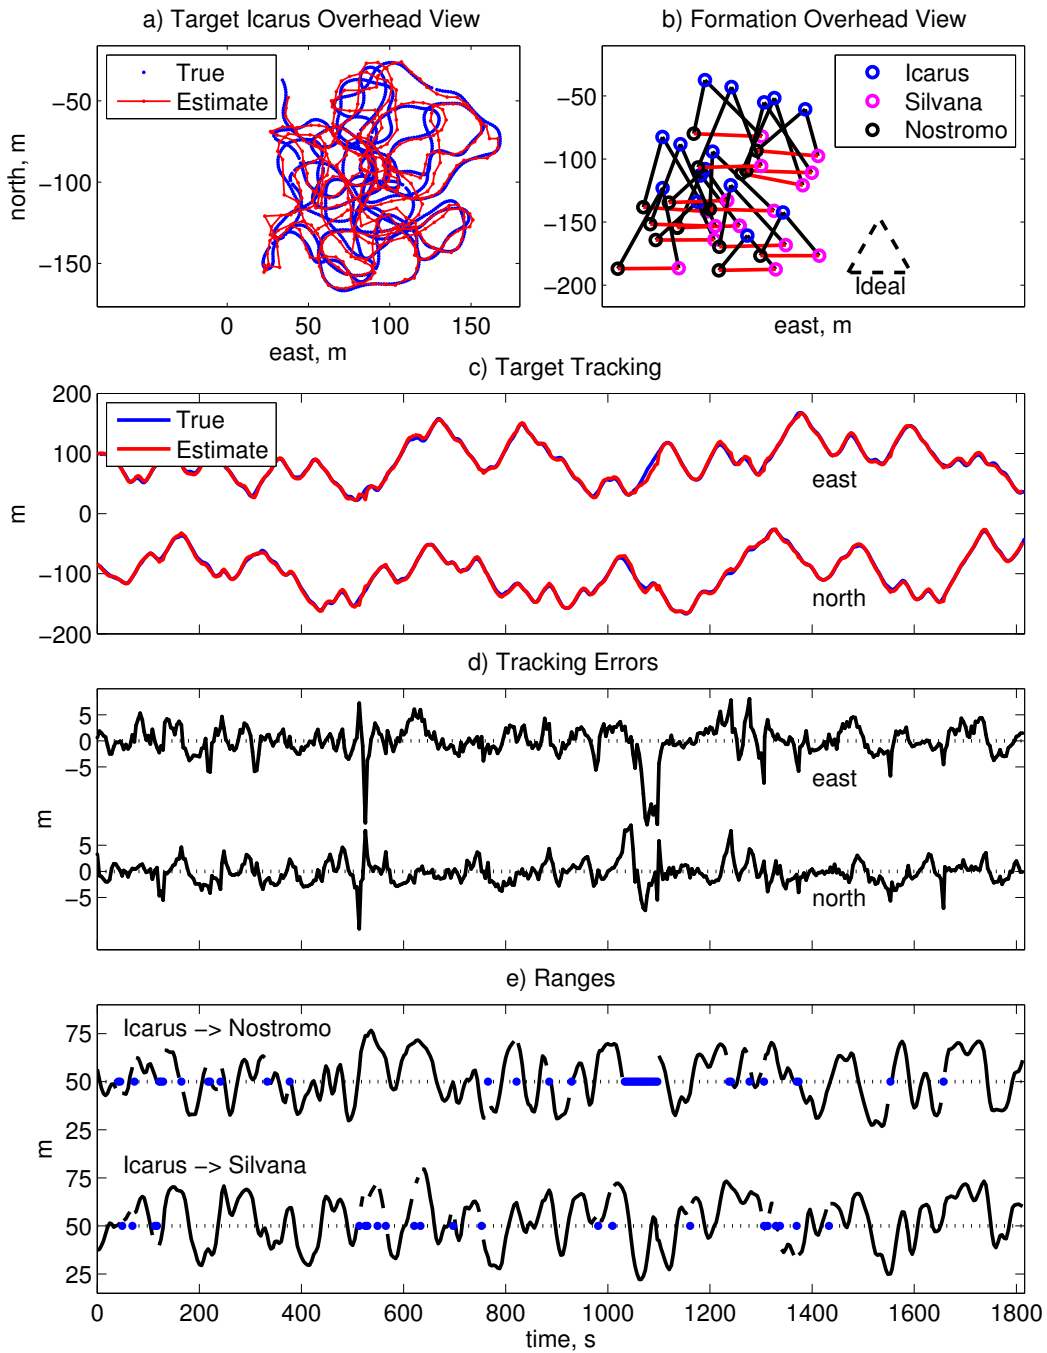 a) Target Icarus Overhead View
True
Estimate
−50
−100
−150
north, m
0
50
100
150
east, m
b) Formation Overhead View
Icarus
Silvana
Nostromo
−50
−100
−150
−200
Ideal
east, m
c) Target Tracking
True
Estimate
200
100
0
−100
−200
m
east
north
d) Tracking Errors
5
0
−5
5
0
−5
m
east
north
e) Ranges
Icarus −> Nostromo
75
50
25
Icarus −> Silvana
75
50
25
m
0
200
400
600
800
1000
1200
1400
1600
1800
time, s